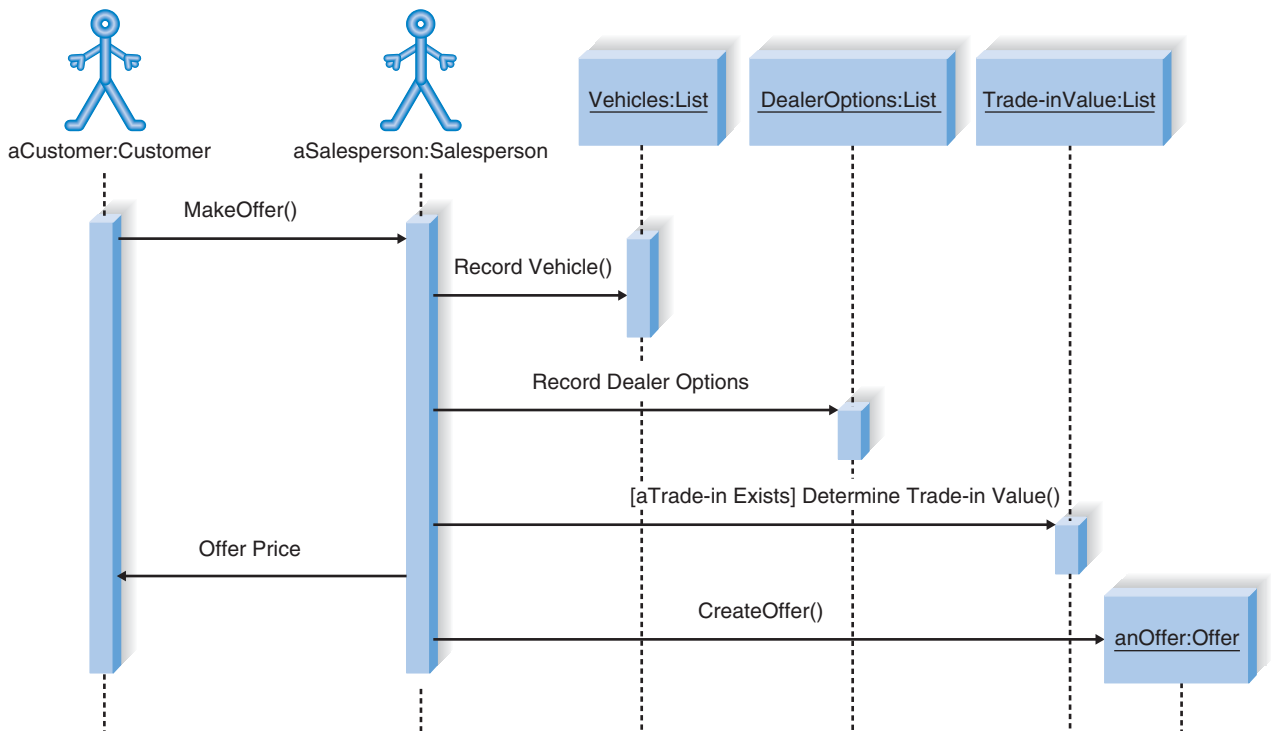 Vehicles:List
DealerOptions:List
Trade-inValue:List
aCustomer:Customer
aSalesperson:Salesperson
MakeOffer()
Record Vehicle()
Record Dealer Options
[aTrade-in Exists] Determine Trade-in Value()
Offer Price
CreateOffer()
anOffer:Offer